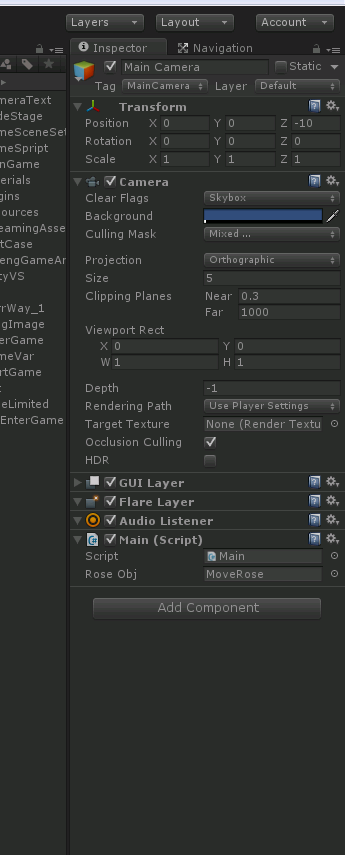 Layers Layout Account
Inspector Navigation
Main Camera Static
Tag MainCamera Layer Default
Transform
Position X 0 Y 0 Z -10
Rotation X 0 Y 0 Z 0
Scale X 1 Y 1 Z 1
Camera
Clear Flags Skybox
Background
Culling Mask Mixed ...
Projection Orthographic
Size 5
Clipping Planes Near 0.3
Far 1000
Viewport Rect
X 0 Y 0
W 1 H 1
Depth -1
Rendering Path Use Player Settings
Target Texture None (Render Textu
Occlusion Culling
HDR
GUI Layer
Flare Layer
Audio Listener
Main (Script)
Script Main
Rose Obj MoveRose
Add Component
meraText
deStage
meSceneSet
meSpript
nGame
terials
gins
sources
eamingAsse
tCase
engGameAr
tyVS
rrWay_1
gImage
erGame
meVar
rtGame
t
eLimited
EnterGame